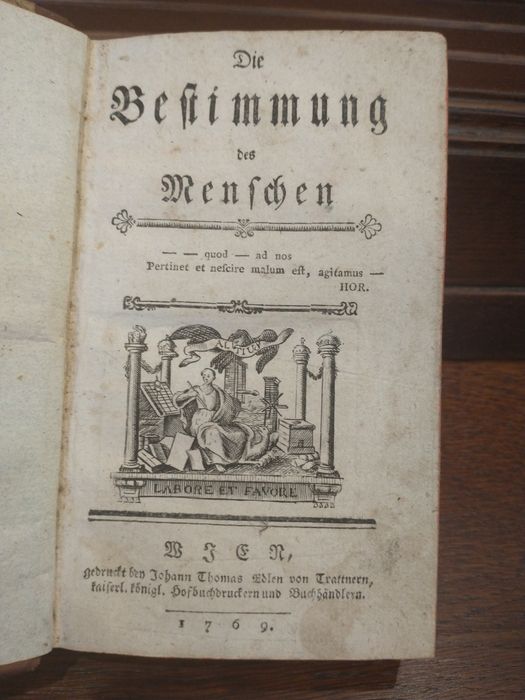 Die
Beſtimmung
des
Menſchen
— — quod — ad nos
Pertinet et neſcire malum eſt, agitamus —
HOR.
LABORE ET FAVORE
WIEN,
gedruckt bey Johann Thomas Edlen von Trattnern,
kaiſerl. königl. Hofbuchdruckern und Buchhändlern.
1769.